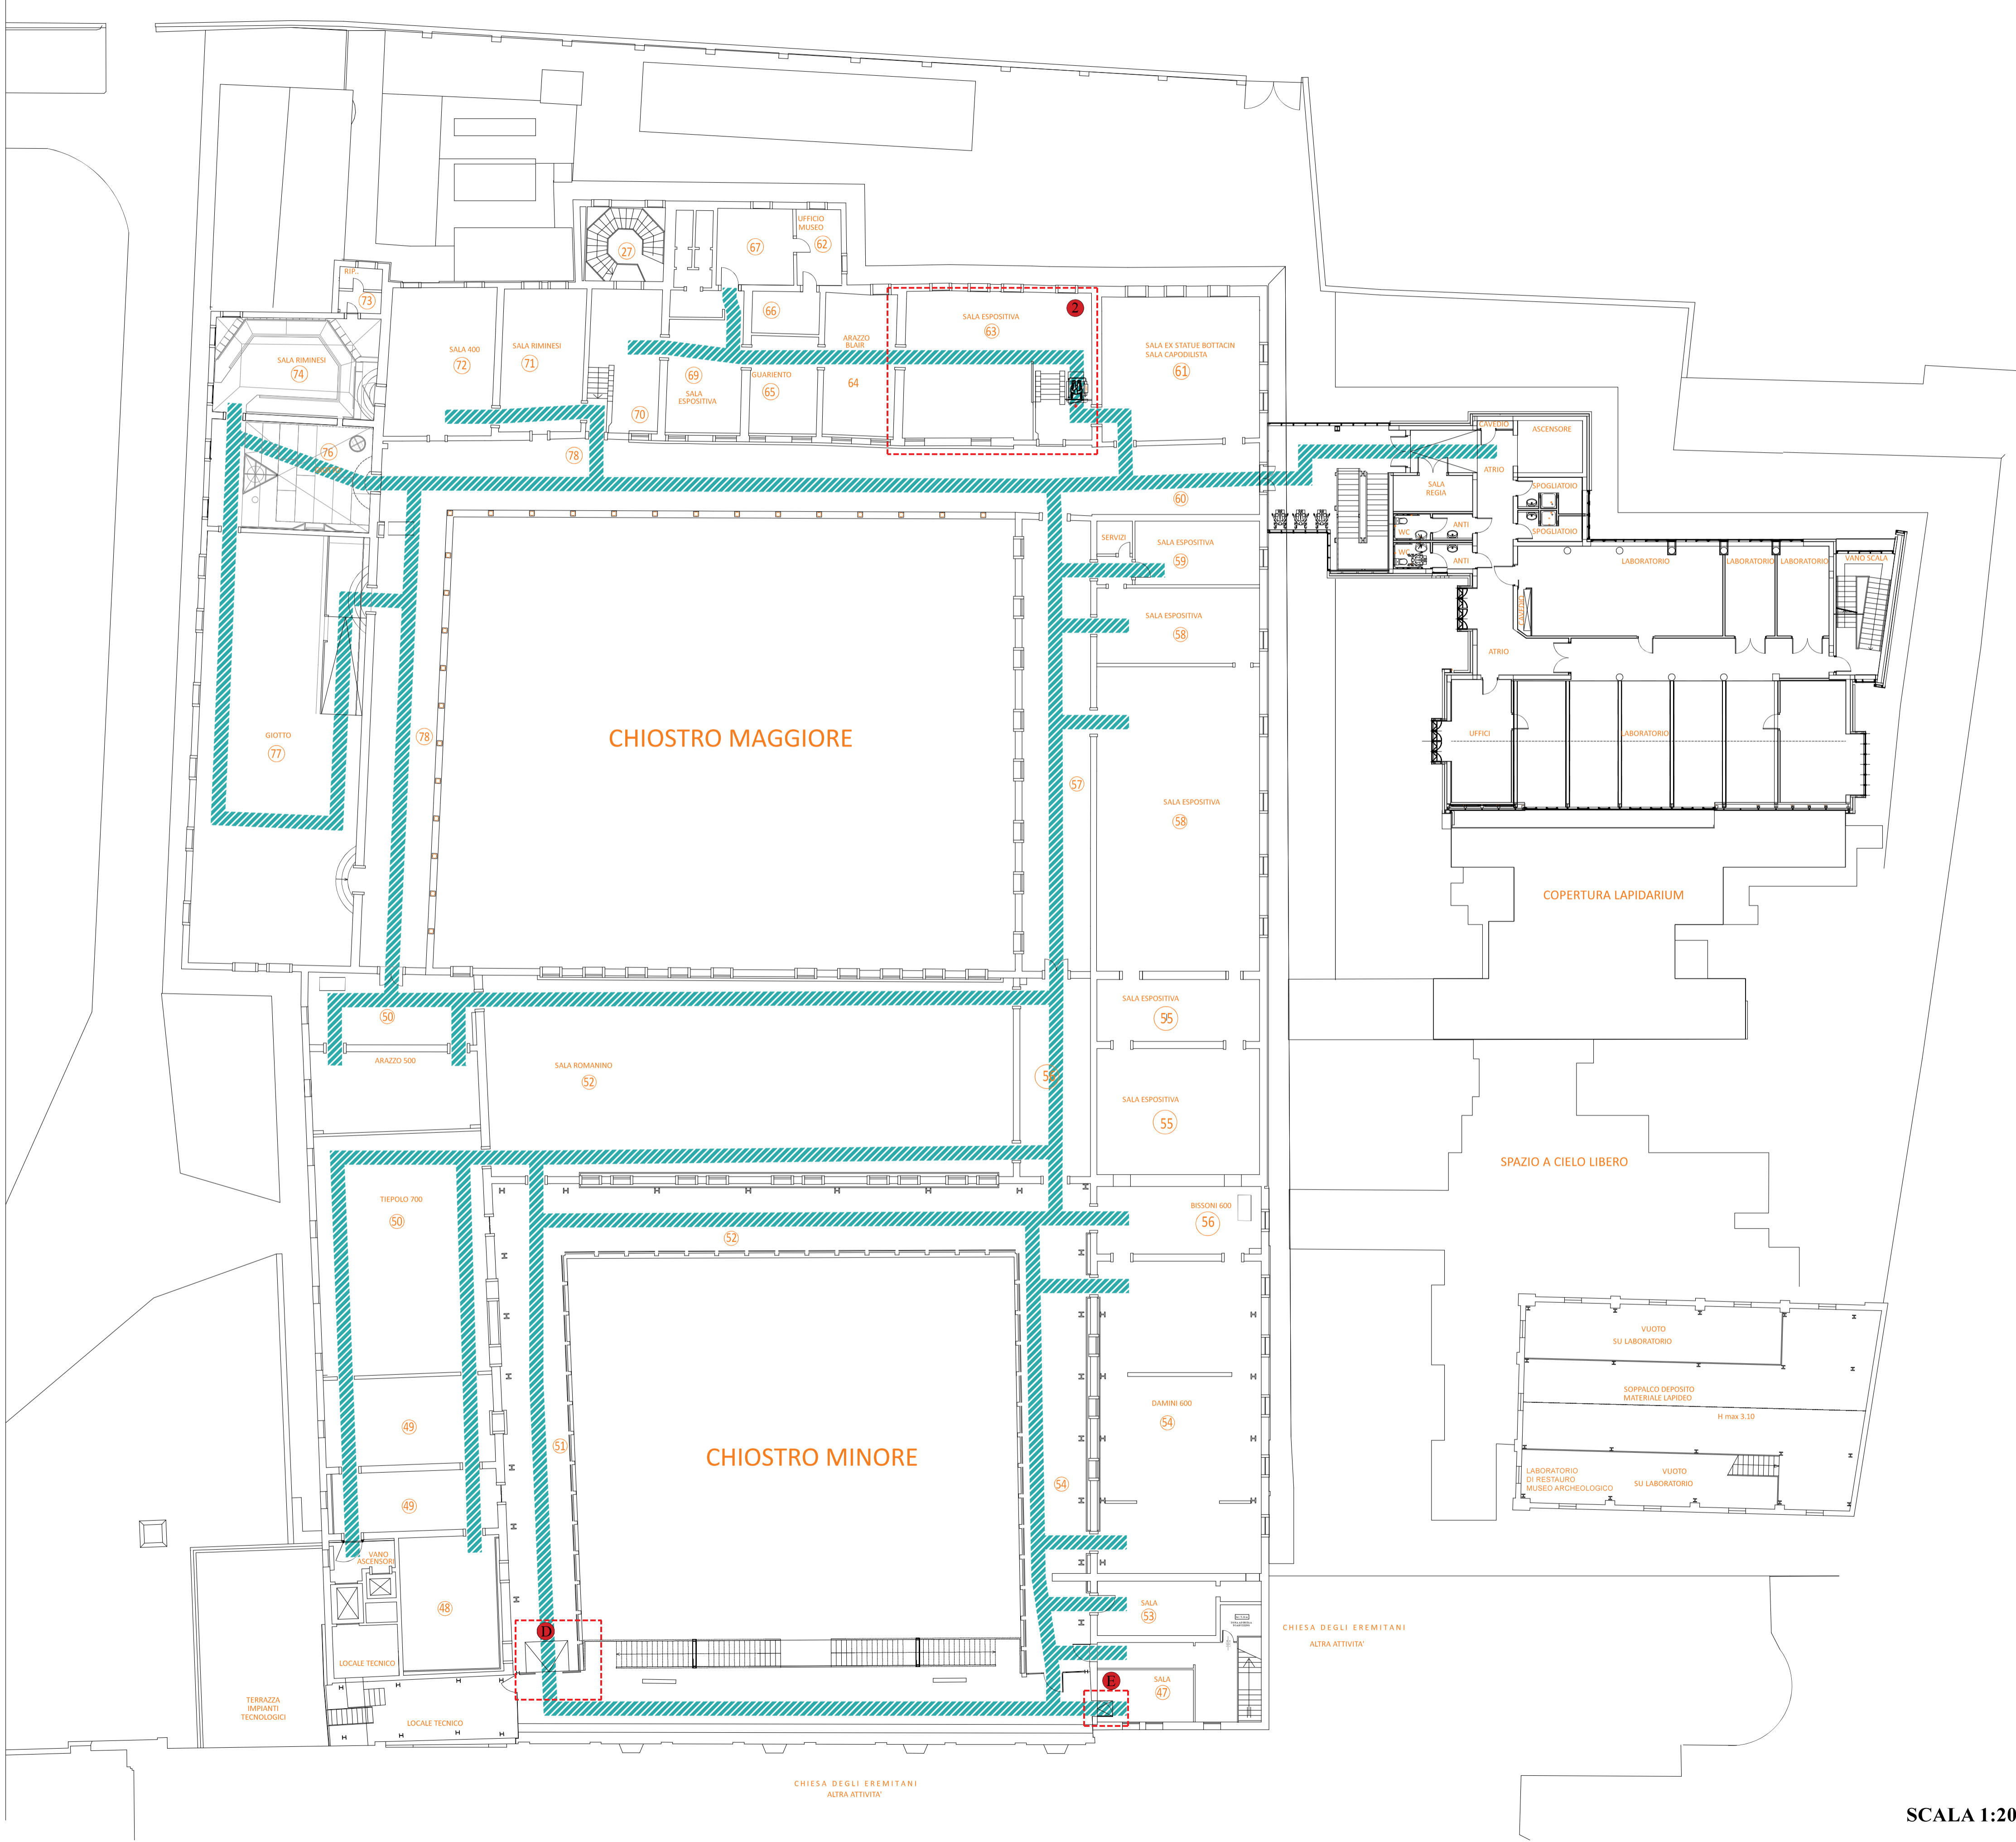 27
67
UFFICIO
MUSEO
62
RIP.
73
66
SALA ESPOSITIVA
63
2
SALA RIMINESI
74
SALA 400
72
SALA RIMINESI
71
69
SALA
ESPOSITIVA
70
GUARIENTO
65
ARAZZO
BLAIR
64
SALA EX STATUE BOTTACIN
SALA CAPODILISTA
61
76
78
60
CAVEDIO
ASCENSORE
ATRIO
SALA
REGIA
SPOGLIATOIO
SPOGLIATOIO
WC
ANTI
WC
ANTI
SERVIZI
SALA ESPOSITIVA
59
SALA ESPOSITIVA
58
LABORATORIO
LABORATORIO
LABORATORIO
VANO SCALA
CAVEDIO
ATRIO
GIOTTO
77
78
CHIOSTRO MAGGIORE
57
SALA ESPOSITIVA
58
UFFICI
LABORATORIO
COPERTURA LAPIDARIUM
50
ARAZZO 500
SALA ROMANINO
52
SALA ESPOSITIVA
55
SALA ESPOSITIVA
55
SPAZIO A CIELO LIBERO
TIEPOLO 700
50
52
BISSONI 600
56
49
49
51
CHIOSTRO MINORE
54
DAMINI 600
54
VUOTO
SU LABORATORIO
SOPPALCO DEPOSITO
MATERIALE LAPIDEO
H max 3.10
LABORATORIO
DI RESTAURO
MUSEO ARCHEOLOGICO
VUOTO
SU LABORATORIO
VANO
ASCENSORI
48
LOCALE TECNICO
D
SALA
53
E
SALA
47
CHIESA DEGLI EREMITANI
ALTRA ATTIVITA'
TERRAZZA
IMPIANTI
TECNOLOGICI
LOCALE TECNICO
CHIESA DEGLI EREMITANI
ALTRA ATTIVITA'
SCALA 1:20